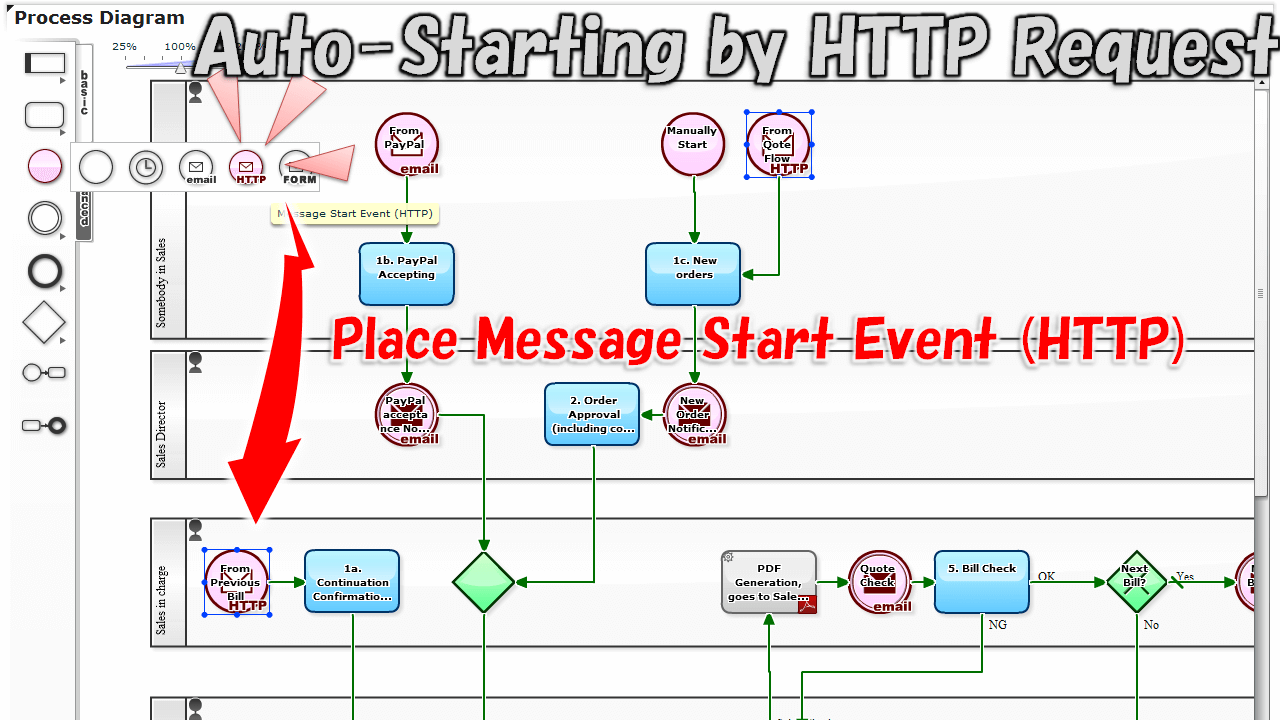 Process Diagram
Auto-Starting by HTTP Request
25%
100%
basic
email
HTTP
FORM
Message Start Event (HTTP)
Somebody in Sales
From
PayPal
email
Manually
Start
From
Qote
Flow
HTTP
1b. PayPal
Accepting
1c. New
orders
Place Message Start Event (HTTP)
Sales Director
PayPal
accepta
nce No...
email
2. Order
Approval
(including co...
New
Order
Notific...
email
Sales in charge
From
Previous
Bill
HTTP
1a.
Continuation
Confirmatio...
PDF
Generation,
goes to Sale...
Quote
Check
email
5. Bill Check
OK
NG
Next
Bill?
Yes
No